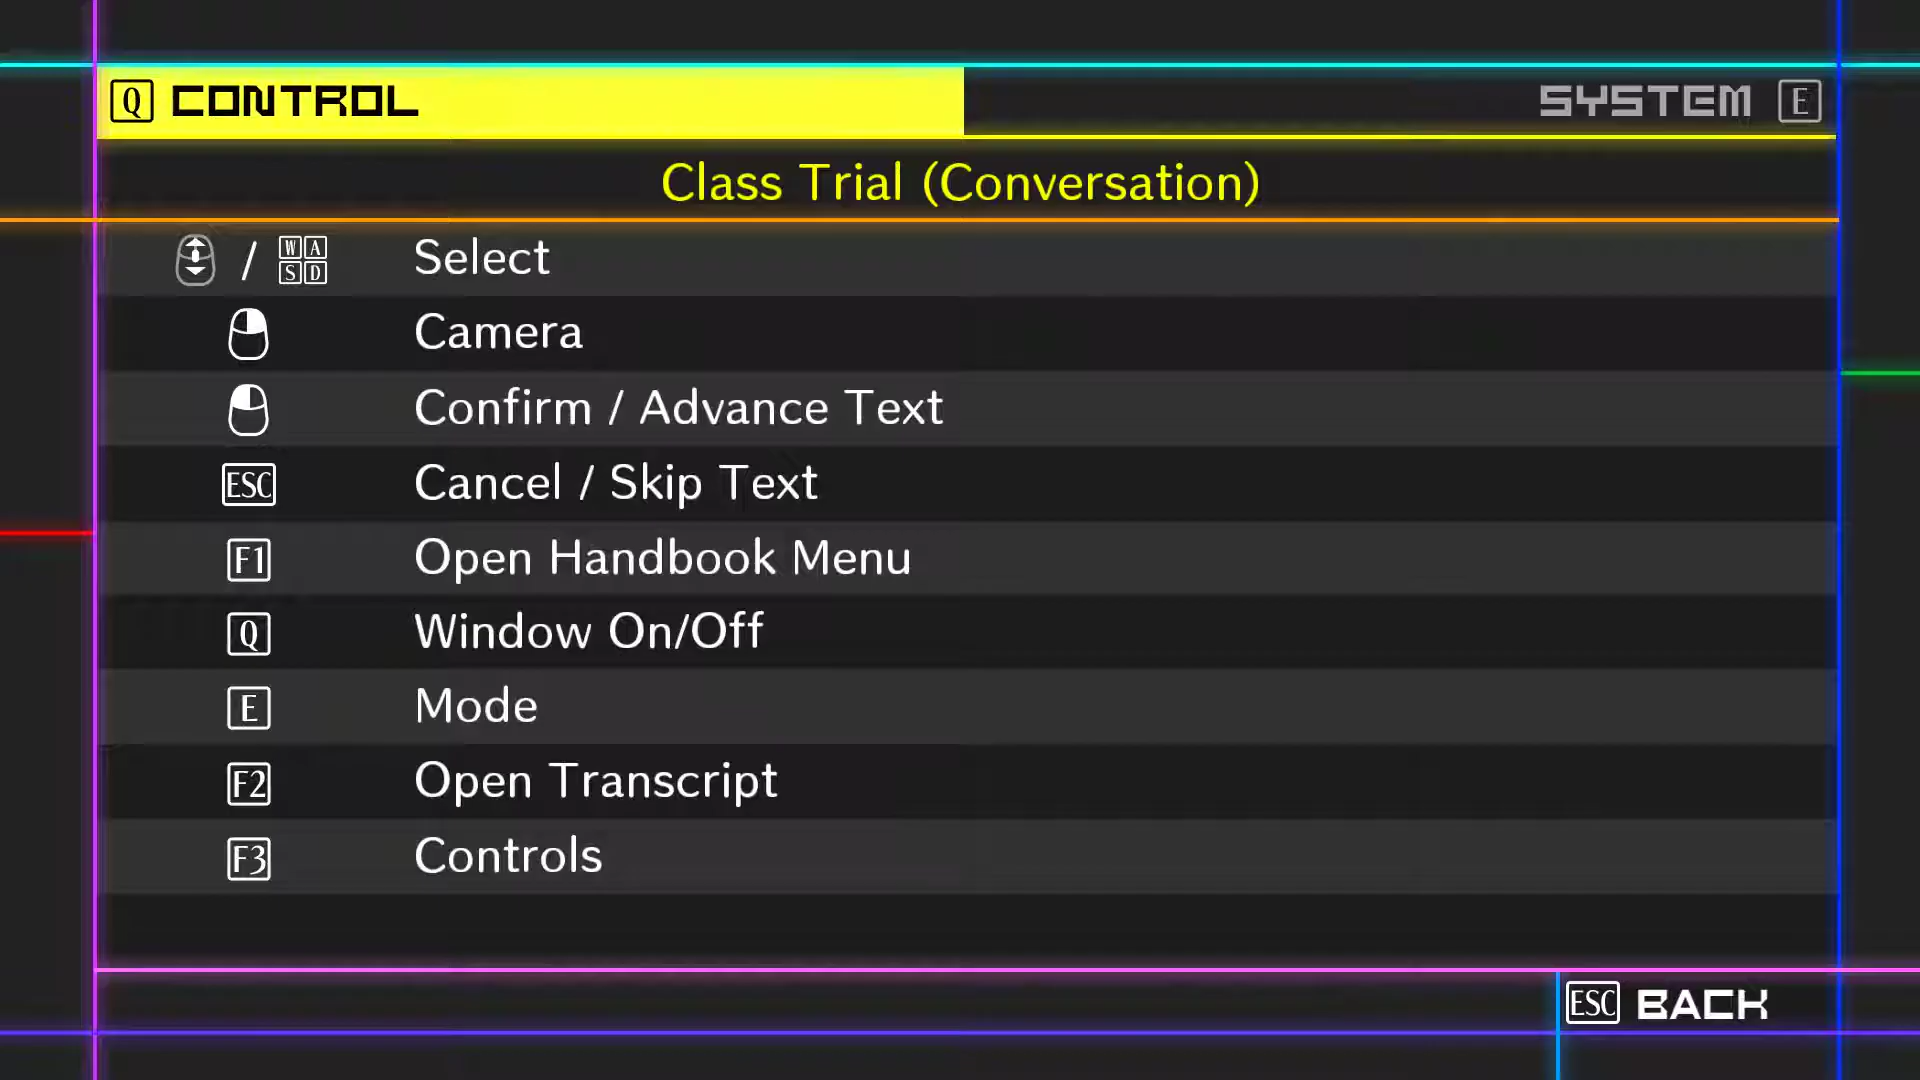 Q CONTROL
SYSTEM E
Class Trial (Conversation)
/ W A S D Select
Camera
Confirm / Advance Text
ESC Cancel / Skip Text
F1 Open Handbook Menu
Q Window On/Off
E Mode
F2 Open Transcript
F3 Controls
ESC BACK